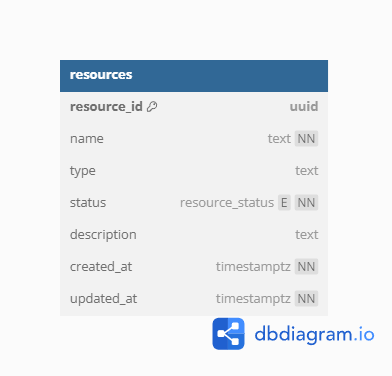 resources
resource_id uuid
name text NN
type text
status resource_status E NN
description text
created_at timestamptz NN
updated_at timestamptz NN
dbdiagram.io